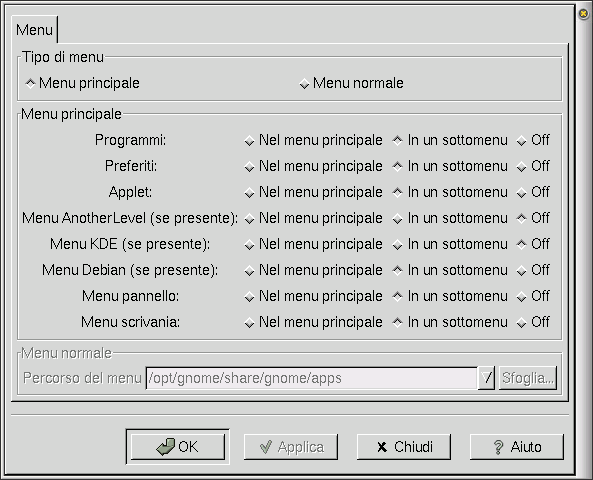 Menu
Tipo di menu
Menu principale Menu normale
Menu principale
Programmi: Nel menu principale In un sottomenu Off
Preferiti: Nel menu principale In un sottomenu Off
Applet: Nel menu principale In un sottomenu Off
Menu AnotherLevel (se presente): Nel menu principale In un sottomenu Off
Menu KDE (se presente): Nel menu principale In un sottomenu Off
Menu Debian (se presente): Nel menu principale In un sottomenu Off
Menu pannello: Nel menu principale In un sottomenu Off
Menu scrivania: Nel menu principale In un sottomenu Off
Menu normale
Percorso del menu /opt/gnome/share/gnome/apps Sfoglia...
OK Applica Chiudi ? Aiuto